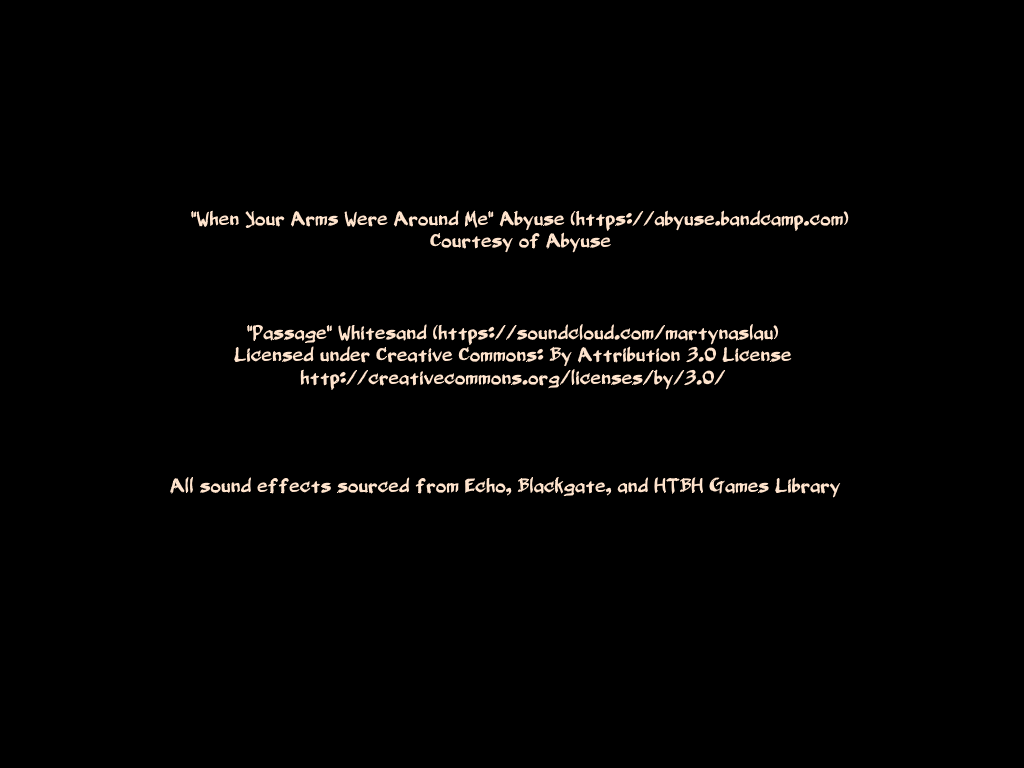 "When Your Arms Were Around Me" Abyuse (https://abyuse.bandcamp.com)
Courtesy of Abyuse
"Passage" Whitesand (https://soundcloud.com/martynaslau)
Licensed under Creative Commons: By Attribution 3.0 License
http://creativecommons.org/licenses/by/3.0/
All sound effects sourced from Echo, Blackgate, and HTBH Games Library